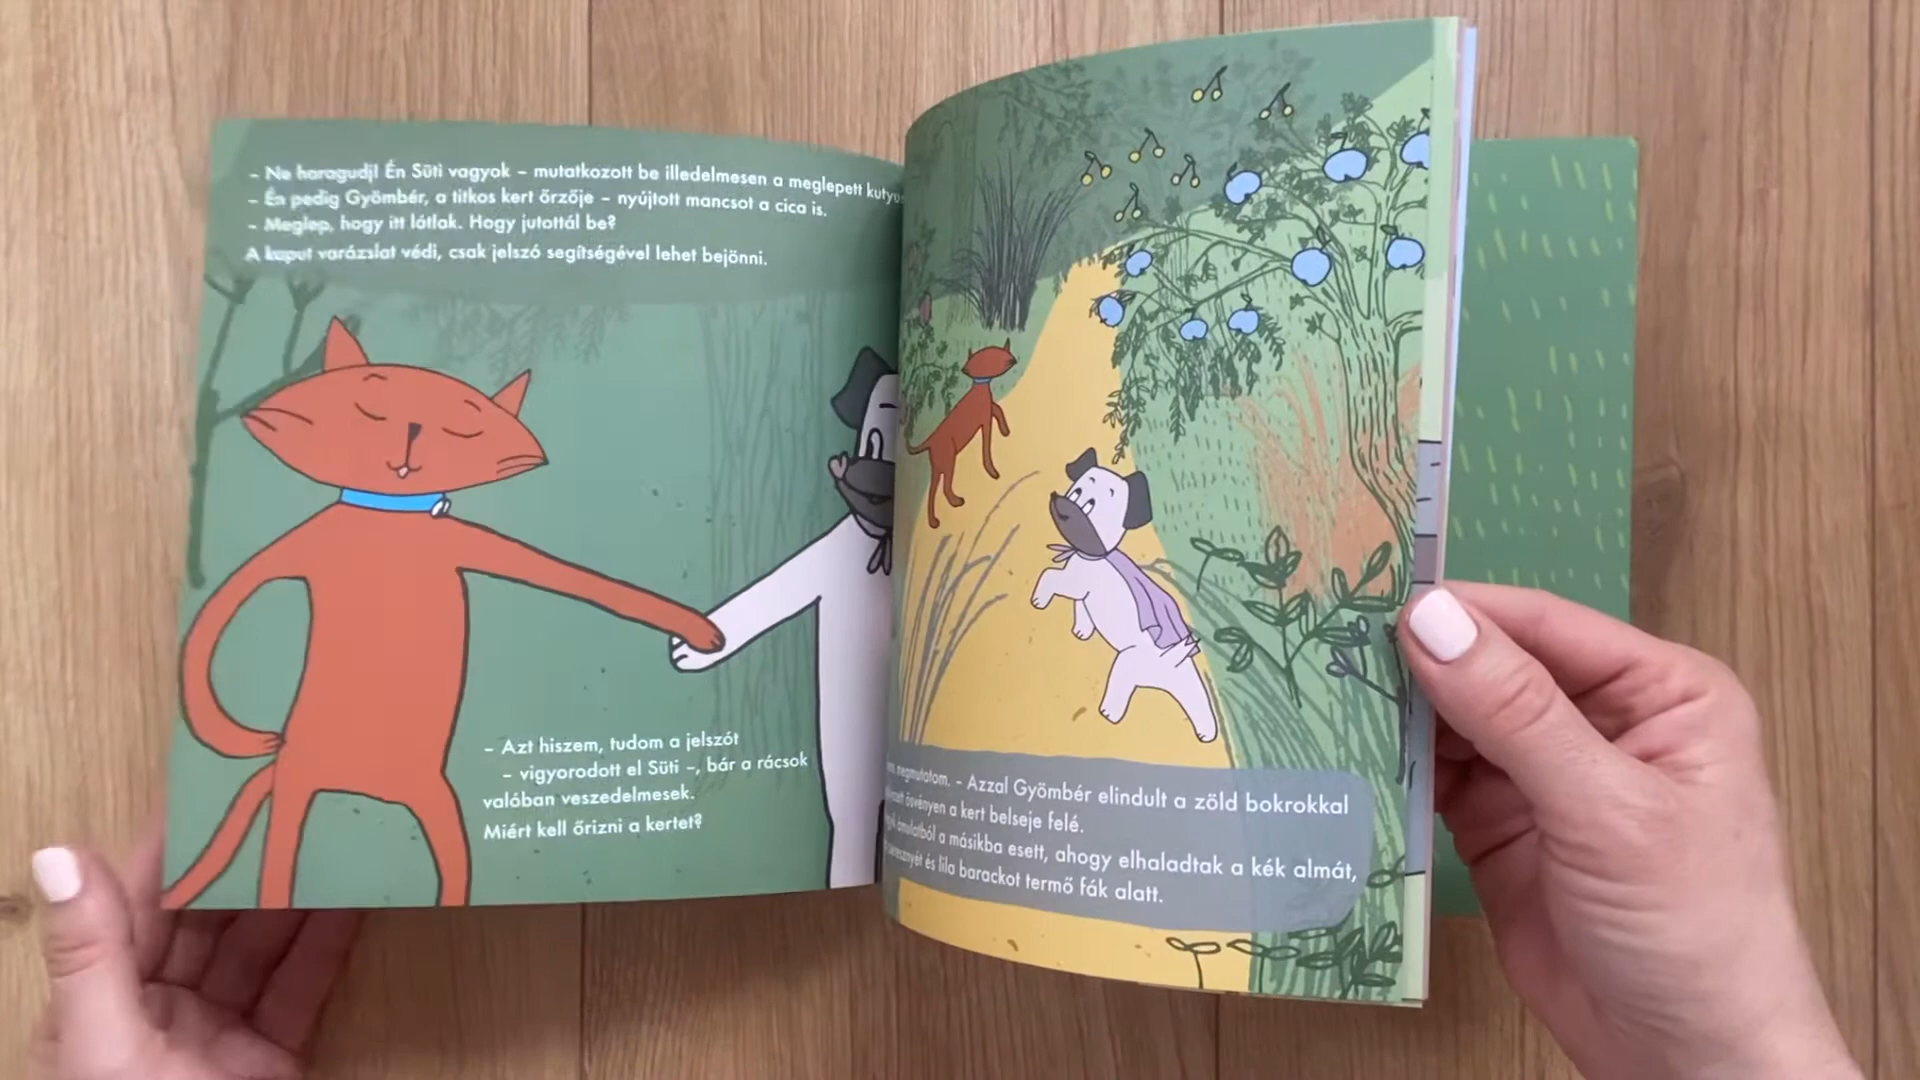 – Ne haragudj! Én Süti vagyok – mutatkozott be illedelmesen a meglepett
– Én pedig Gyömbér, a titkos kert őrzője – nyújtott mancsot a cica is.
– Meglep, hogy itt látlak. Hogy jutottál be?
A kaput varázslat védi, csak jelszó segítségével lehet bejönni.
– Azt hiszem, tudom a jelszót
– vigyorodott el Süti –, bár a rácsok
valóban veszedelmesek.
Miért kell őrizni a kertet?
megmutatom. – Azzal Gyömbér elindult a zöld bokrokkal
ösvényen a kert belseje felé.
ámulatból a másikba esett, ahogy elhaladtak a kék almát,
és lila barackot termő fák alatt.